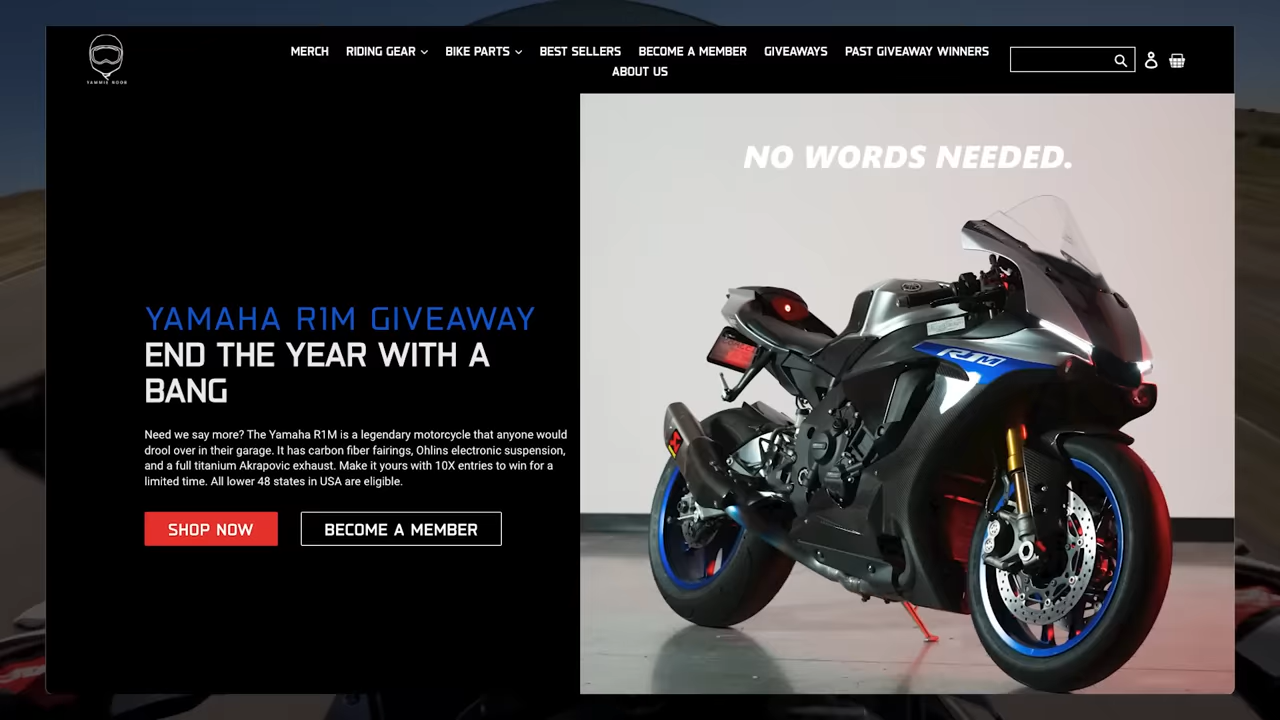 MERCH RIDING GEAR BIKE PARTS BEST SELLERS BECOME A MEMBER GIVEAWAYS PAST GIVEAWAY WINNERS
ABOUT US
YAMMIE NOOB
NO WORDS NEEDED.
R1M
YAMAHA R1M GIVEAWAY
END THE YEAR WITH A
BANG
Need we say more? The Yamaha R1M is a legendary motorcycle that anyone would
drool over in their garage. It has carbon fiber fairings, Ohlins electronic suspension,
and a full titanium Akrapovic exhaust. Make it yours with 10X entries to win for a
limited time. All lower 48 states in USA are eligible.
SHOP NOW
BECOME A MEMBER